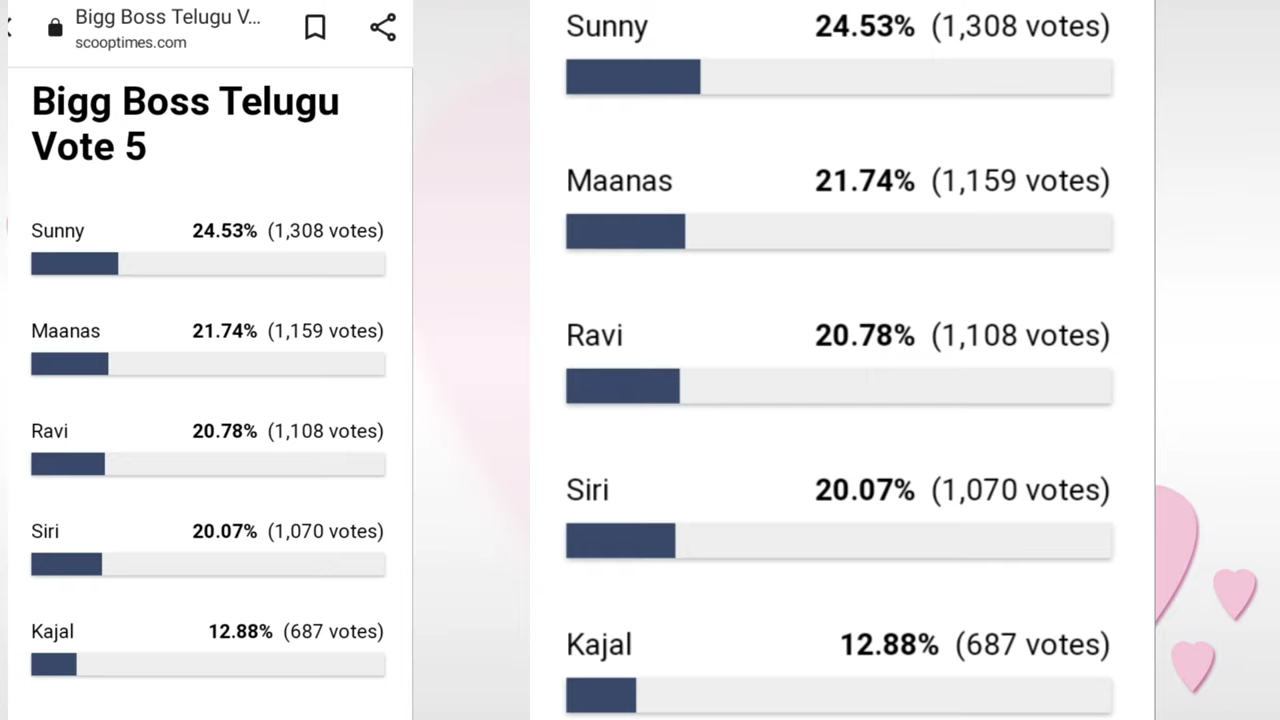 Bigg Boss Telugu V...
scooptimes.com
Bigg Boss Telugu
Vote 5
Sunny 24.53% (1,308 votes)
Maanas 21.74% (1,159 votes)
Ravi 20.78% (1,108 votes)
Siri 20.07% (1,070 votes)
Kajal 12.88% (687 votes)
Sunny 24.53% (1,308 votes)
Maanas 21.74% (1,159 votes)
Ravi 20.78% (1,108 votes)
Siri 20.07% (1,070 votes)
Kajal 12.88% (687 votes)